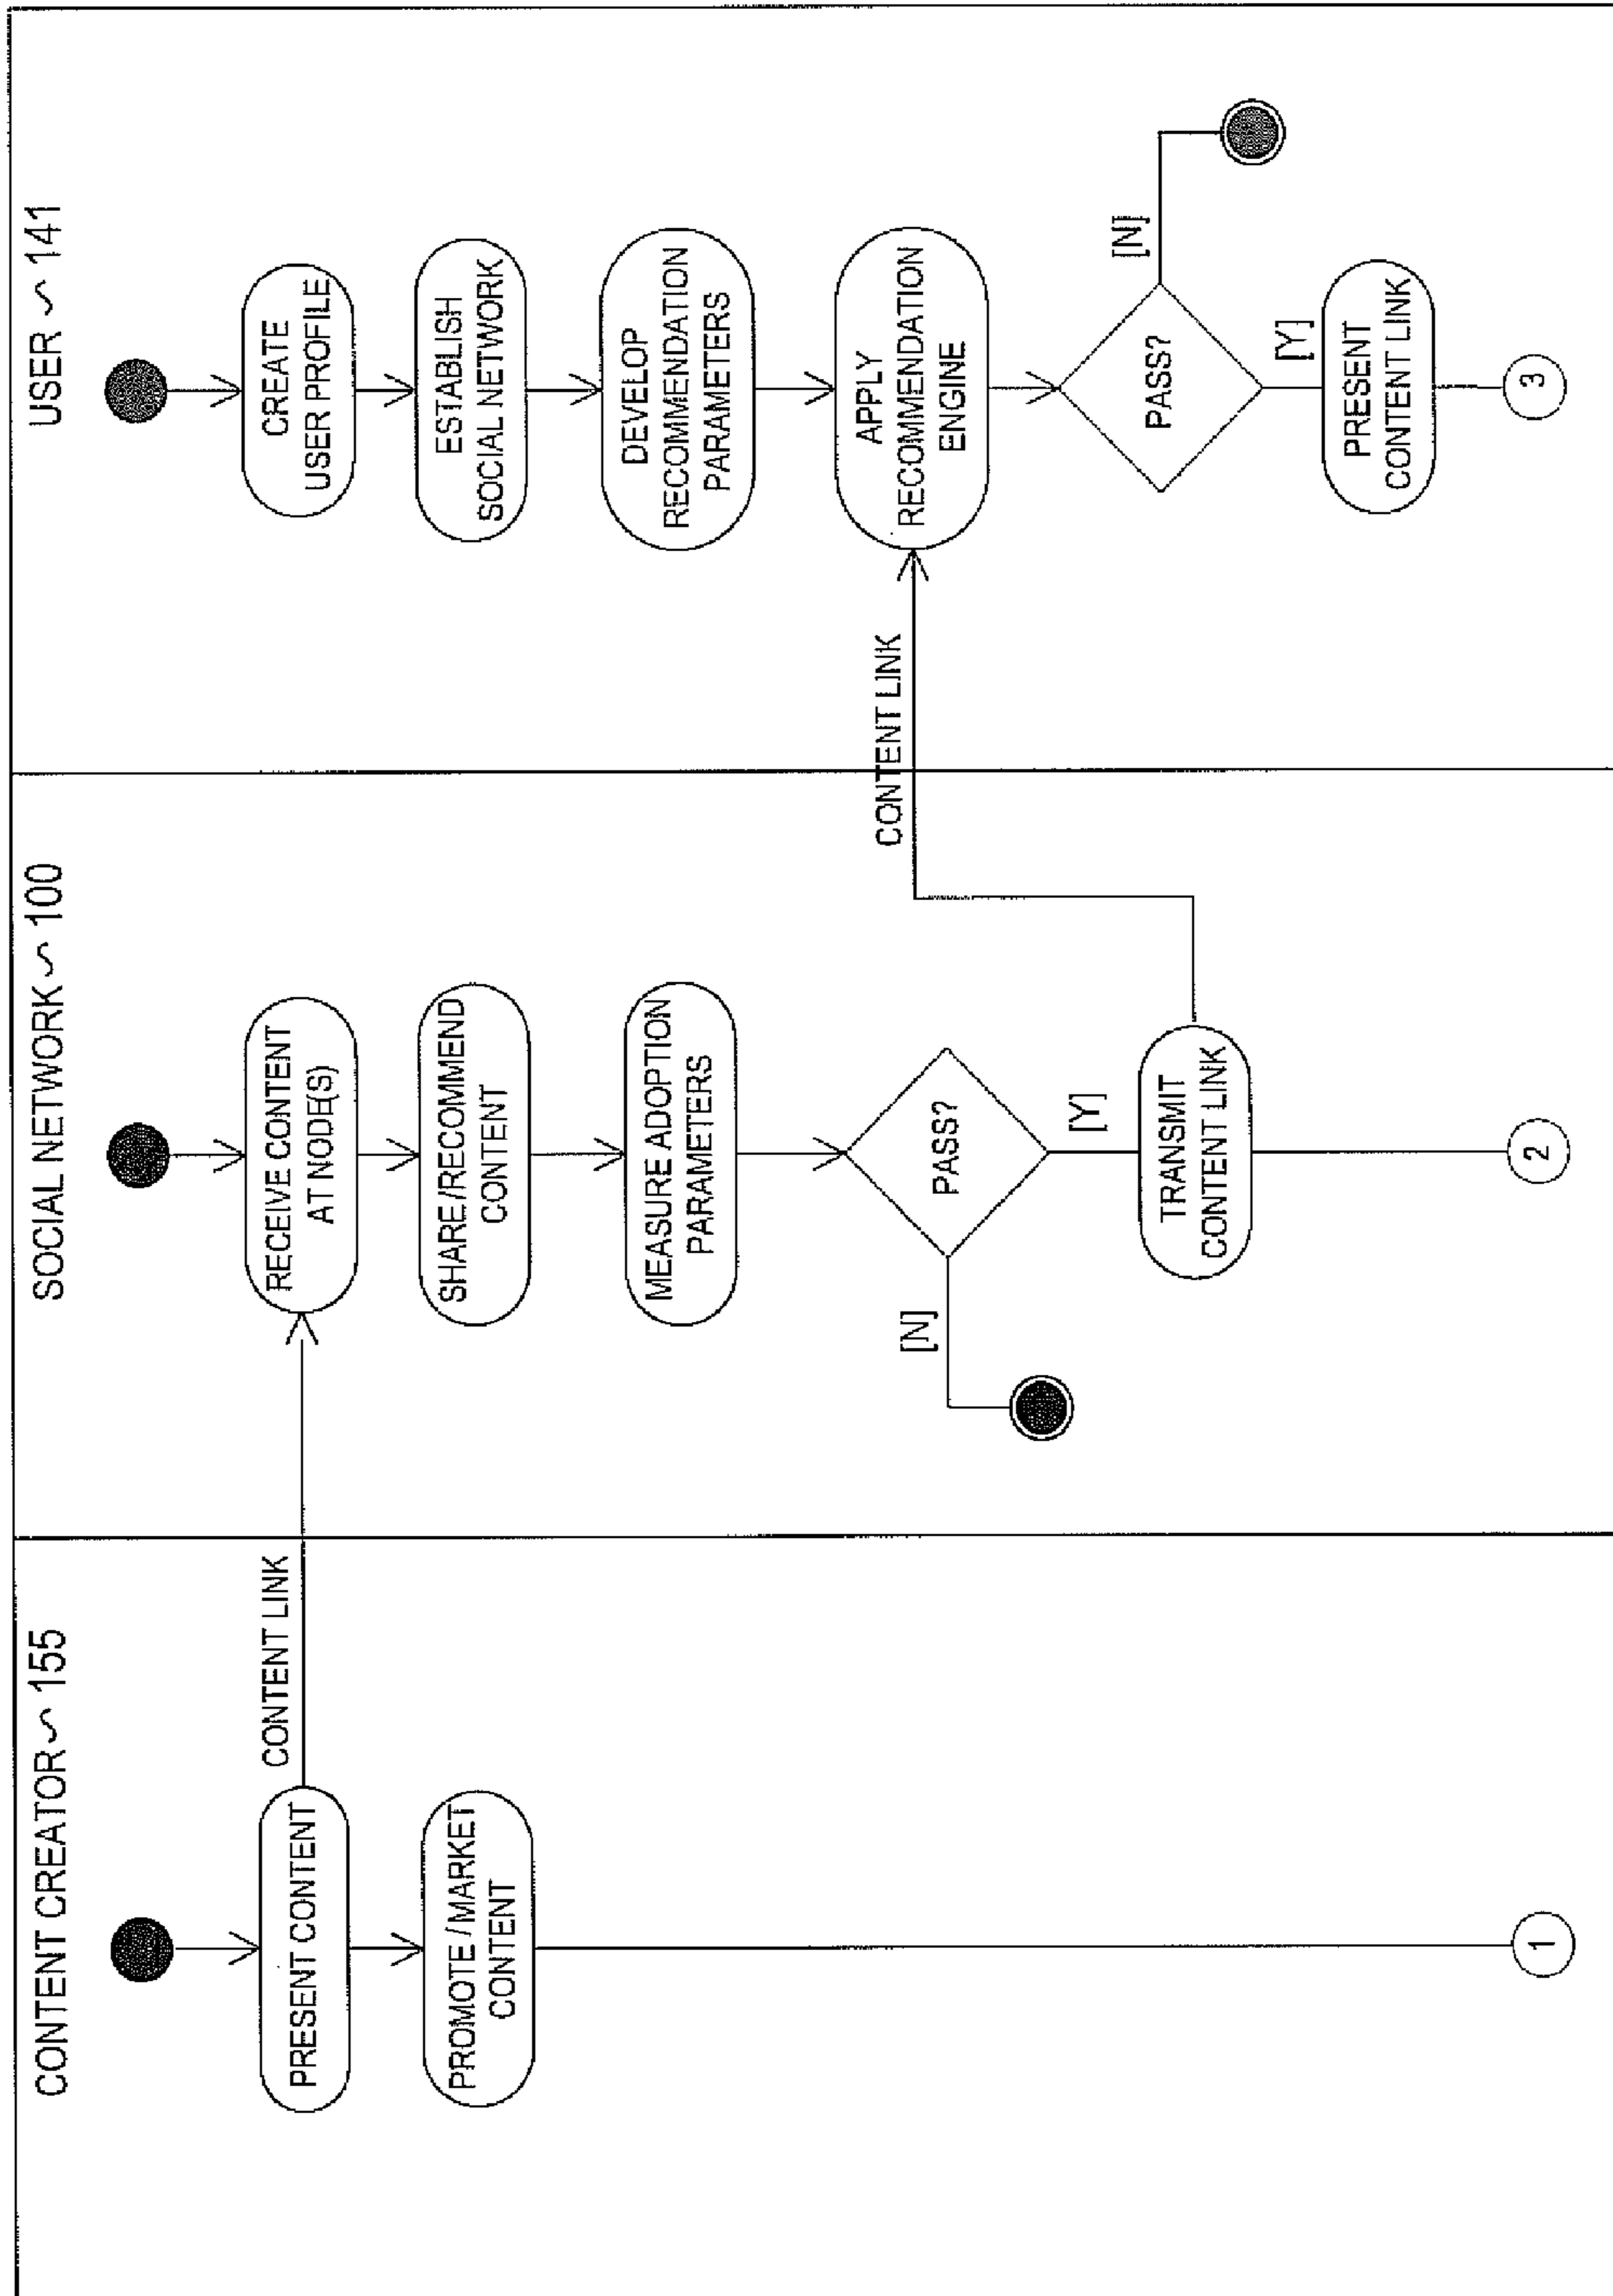 CONTENT CREATOR ~ 155
PRESENT CONTENT
CONTENT LINK
PROMOTE / MARKET
CONTENT
1
SOCIAL NETWORK ~ 100
RECEIVE CONTENT
AT NODE(S)
SHARE/RECOMMEND
CONTENT
MEASURE ADOPTION
PARAMETERS
PASS?
[N]
[Y]
TRANSMIT
CONTENT LINK
CONTENT LINK
2
USER ~ 141
CREATE
USER PROFILE
ESTABLISH
SOCIAL NETWORK
DEVELOP
RECOMMENDATION
PARAMETERS
APPLY
RECOMMENDATION
ENGINE
PASS?
[N]
[Y]
PRESENT
CONTENT LINK
3